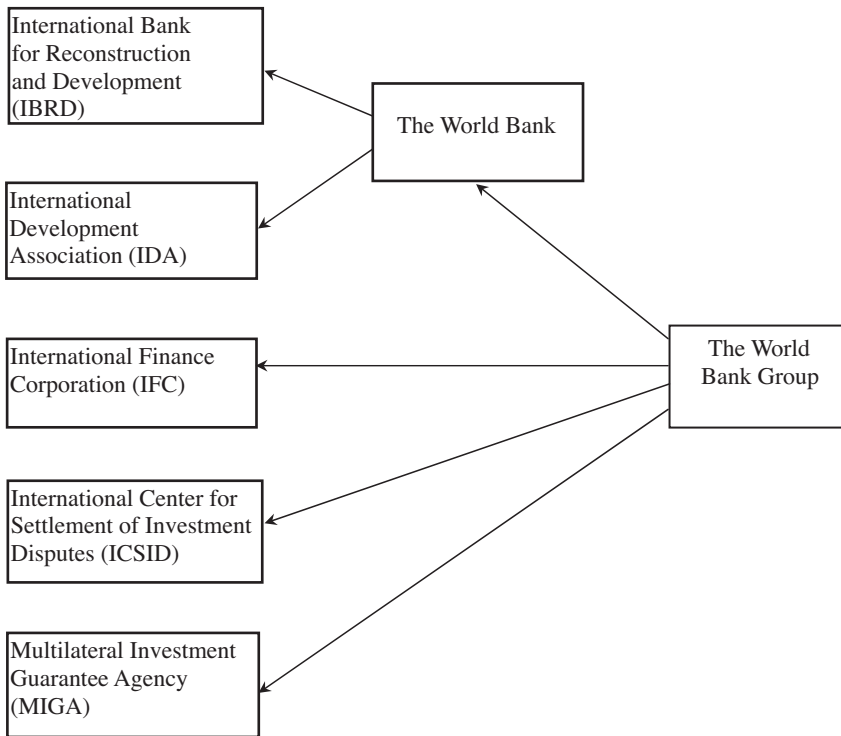 International Bank
for Reconstruction
and Development
(IBRD)
The World Bank
International
Development
Association (IDA)
International Finance
Corporation (IFC)
The World
Bank Group
International Center for
Settlement of Investment
Disputes (ICSID)
Multilateral Investment
Guarantee Agency
(MIGA)